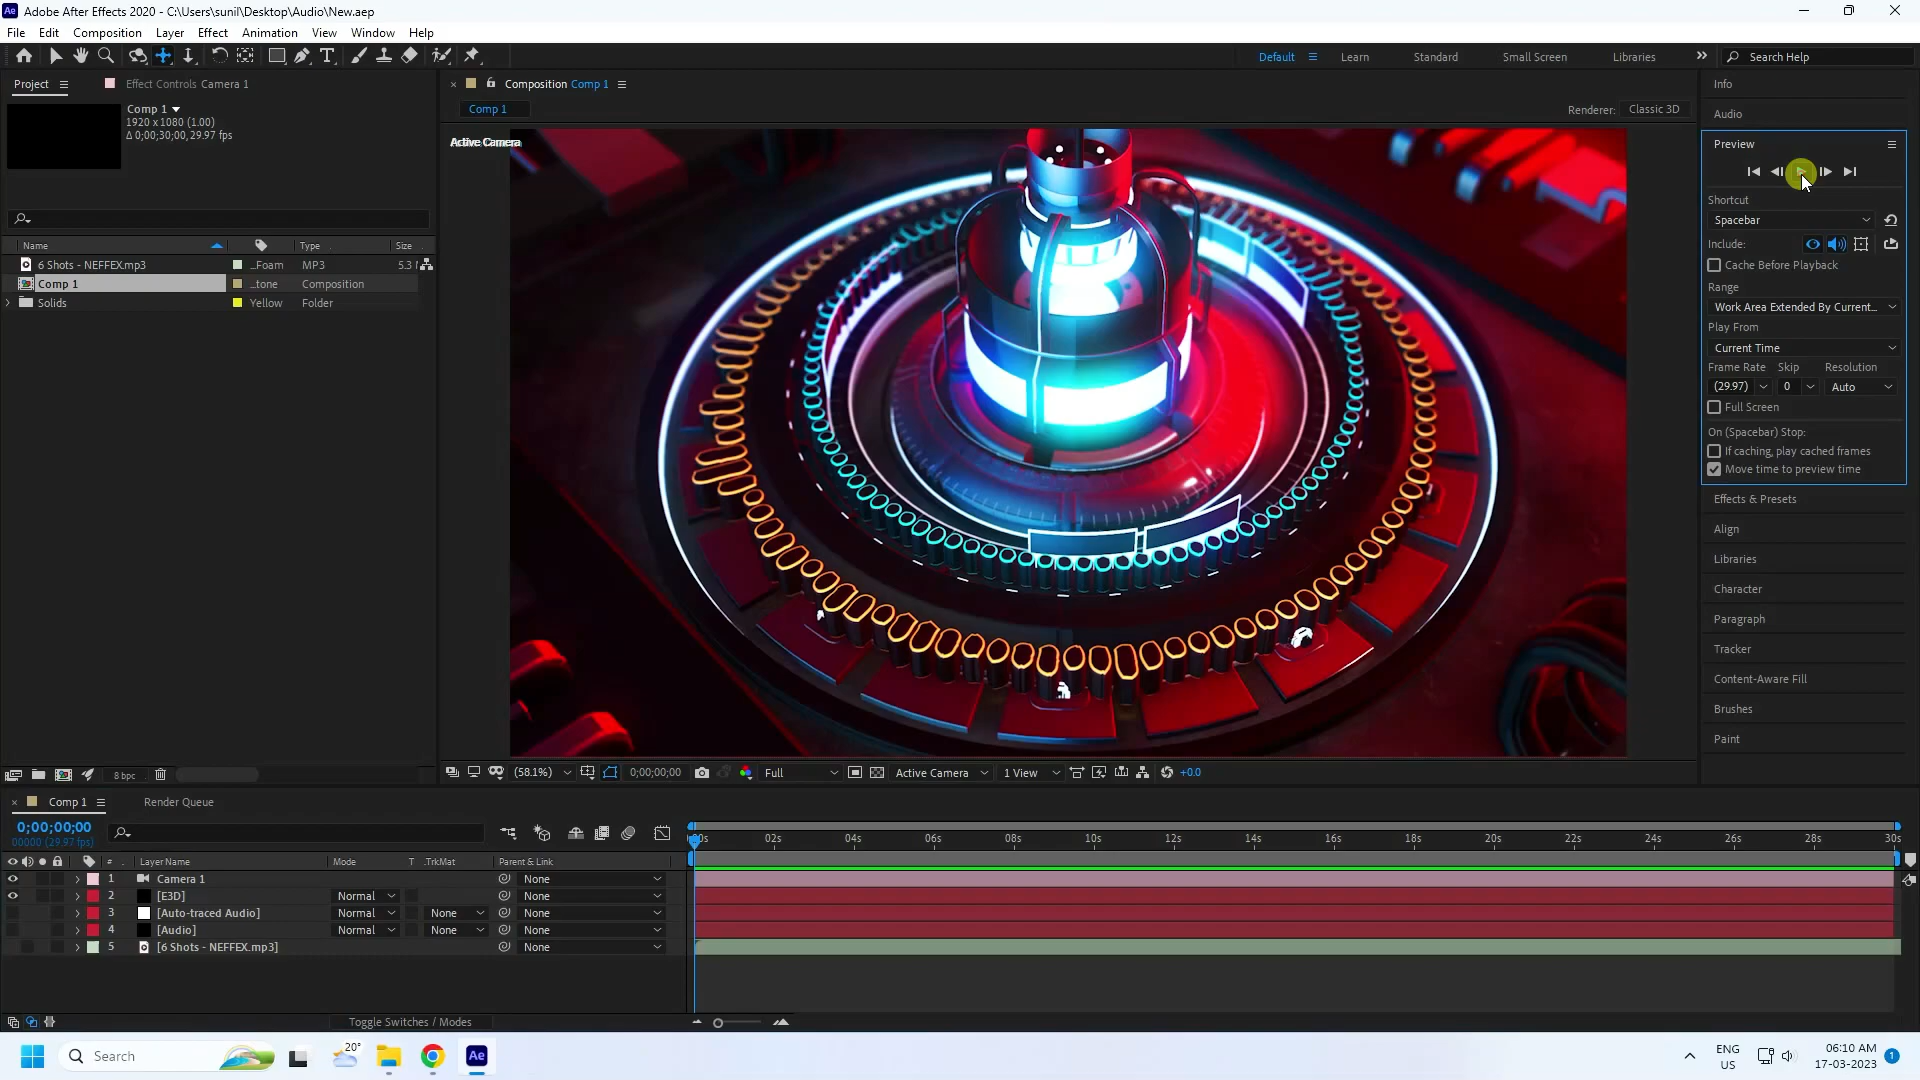 Adobe After Effects 2020 - C:\Users\sunil\Desktop\Audio\New.aep
File Edit Composition Layer Effect Animation View Window Help
Default Learn Standard Small Screen Libraries Search Help
Project Effect Controls Camera 1
Composition Comp 1
Comp 1
1920 x 1080 (1.00)
Δ 0;00;30;00, 29.97 fps
Comp 1
Renderer: Classic 3D
Active Camera
Name Type Size
6 Shots - NEFFEX.mp3 ..Foam MP3 5.3
Comp 1 ..tone Composition
Solids Yellow Folder
Info
Audio
Preview
Shortcut
Spacebar
Include:
Cache Before Playback
Range
Work Area Extended By Current...
Play From
Current Time
Frame Rate Skip Resolution
(29.97) 0 Auto
Full Screen
On (Spacebar) Stop:
If caching, play cached frames
Move time to preview time
Effects & Presets
Align
Libraries
Character
Paragraph
Tracker
Content-Aware Fill
Brushes
Paint
8 bpc
(58.1%) 0;00;00;00 Full Active Camera 1 View +0.0
Comp 1 Render Queue
0;00;00;00
00000 (29.97 fps)
02s 04s 06s 08s 10s 12s 14s 16s 18s 20s 22s 24s 26s 28s 30s
# Layer Name Mode T .TrkMat Parent & Link
1 Camera 1 None
2 [E3D] Normal None
3 [Auto-traced Audio] Normal None None
4 [Audio] Normal None None
5 [6 Shots - NEFFEX.mp3] None
Toggle Switches / Modes
Search
20°
Ae
ENG
US
06:10 AM
17-03-2023
1